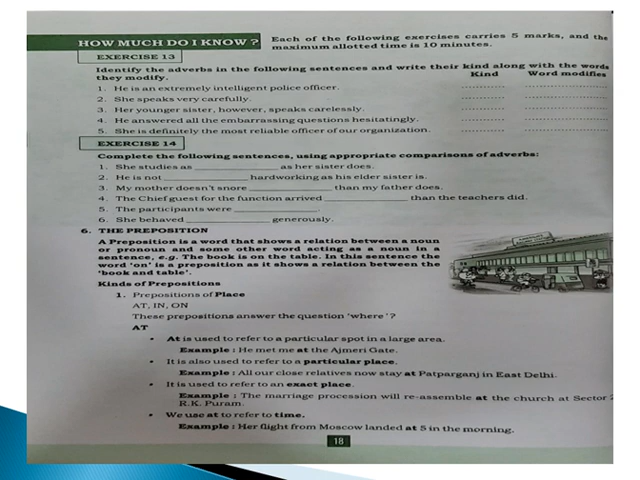 HOW MUCH DO I KNOW ?
Each of the following exercises carries 5 marks, and the
maximum allotted time is 10 minutes.
EXERCISE 13
Identify the adverbs in the following sentences and write their kind along with the words
they modify.
Kind Word modifies
1. He is an extremely intelligent police officer. ........... .....................
2. She speaks very carefully. ........... .....................
3. Her younger sister, however, speaks carelessly. ........... .....................
4. He answered all the embarrassing questions hesitatingly. ........... .....................
5. She is definitely the most reliable officer of our organization. ........... .....................
EXERCISE 14
Complete the following sentences, using appropriate comparisons of adverbs:
1. She studies as ______________ as her sister does.
2. He is not ______________ hardworking as his elder sister is.
3. My mother doesn't snore ______________ than my father does.
4. The Chief guest for the function arrived ______________ than the teachers did.
5. The participants were ______________.
6. She behaved ______________ generously.
6. THE PREPOSITION
A Preposition is a word that shows a relation between a noun
or pronoun and some other word acting as a noun in a
sentence, e.g. The book is on the table. In this sentence the
word 'on' is a preposition as it shows a relation between the
'book and table'.
Kinds of Prepositions
1. Prepositions of Place
AT, IN, ON
These prepositions answer the question 'where'?
AT
• At is used to refer to a particular spot in a large area.
Example : He met me at the Ajmeri Gate.
• It is also used to refer to a particular place.
Example : All our close relatives now stay at Patparganj in East Delhi.
• It is used to refer to an exact place.
Example : The marriage procession will re-assemble at the church at Sector
R.K. Puram.
• We use at to refer to time.
Example : Her flight from Moscow landed at 5 in the morning.
18